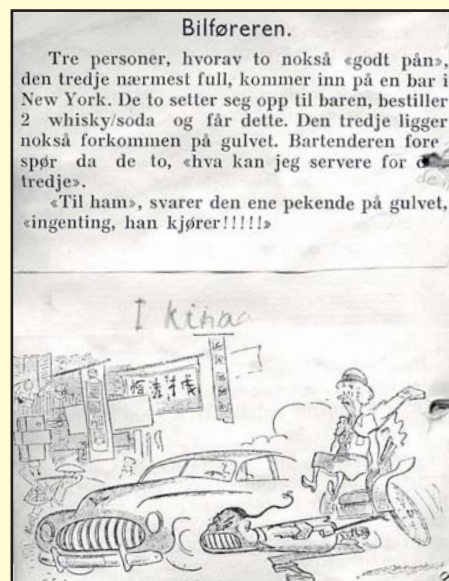 Bilføreren.
Tre personer, hvorav to nokså «godt pån»,
den tredje nærmest full, kommer inn på en bar i
New York. De to setter seg opp til baren, bestiller
2 whisky/soda og får dette. Den tredje ligger
nokså forkommen på gulvet. Bartenderen fore
spør da de to, «hva kan jeg servere for
tredje».
«Til ham», svarer den ene pekende på gulvet,
«ingenting, han kjører!!!!!»
I kina